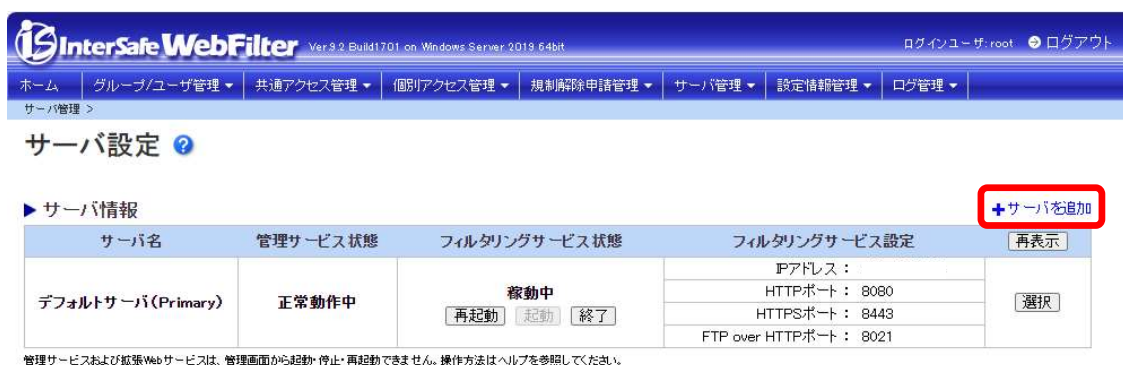 InterSafe WebFilter Ver.9.2 Build1701 on Windows Server 2019 64bit ログインユーザ:root ログアウト
ホーム グループ/ユーザ管理 共通アクセス管理 個別アクセス管理 規制解除申請管理 サーバ管理 設定情報管理 ログ管理
サーバ管理 >
サーバ設定 ?
サーバ情報 +サーバを追加
サーバ名 管理サービス状態 フィルタリングサービス状態 フィルタリングサービス設定 再表示
デフォルトサーバ(Primary) 正常動作中 稼動中 再起動 起動 終了
IPアドレス:
HTTPポート: 8080
HTTPSポート: 8443
FTP over HTTPポート: 8021
選択
管理サービスおよび拡張Webサービスは、管理画面から起動・停止・再起動できません。操作方法はヘルプを参照してください。